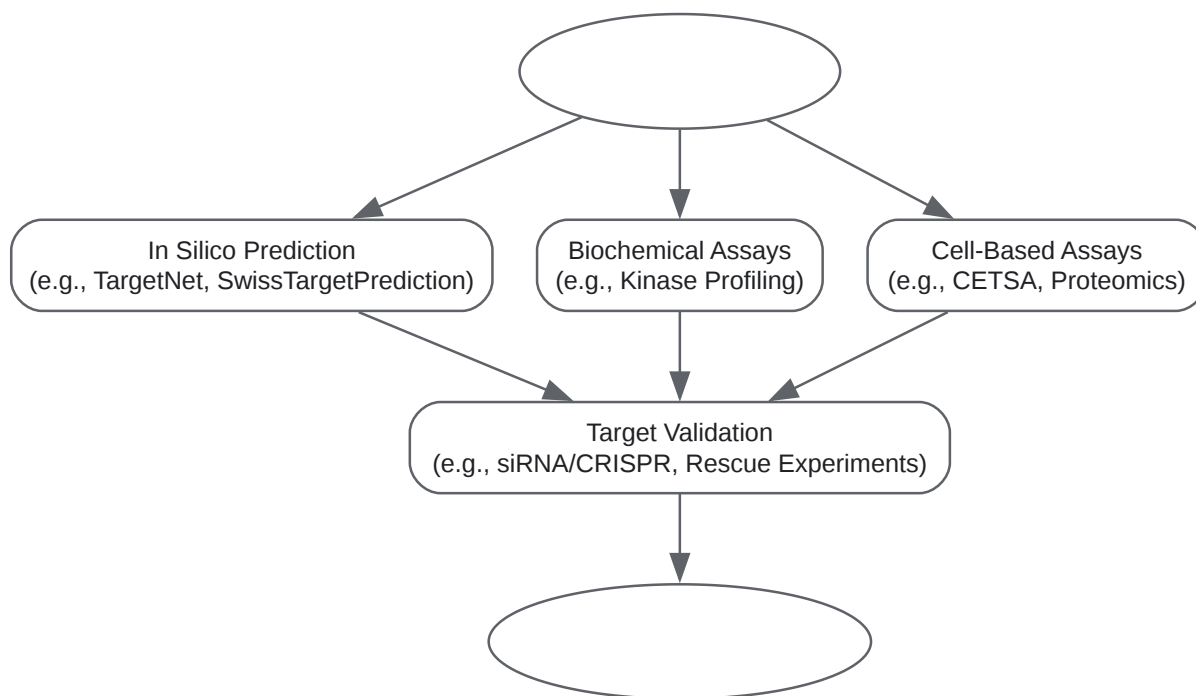 In Silico Prediction
(e.g., TargetNet, SwissTargetPrediction)
Biochemical Assays
(e.g., Kinase Profiling)
Cell-Based Assays
(e.g., CETSA, Proteomics)
Target Validation
(e.g., siRNA/CRISPR, Rescue Experiments)